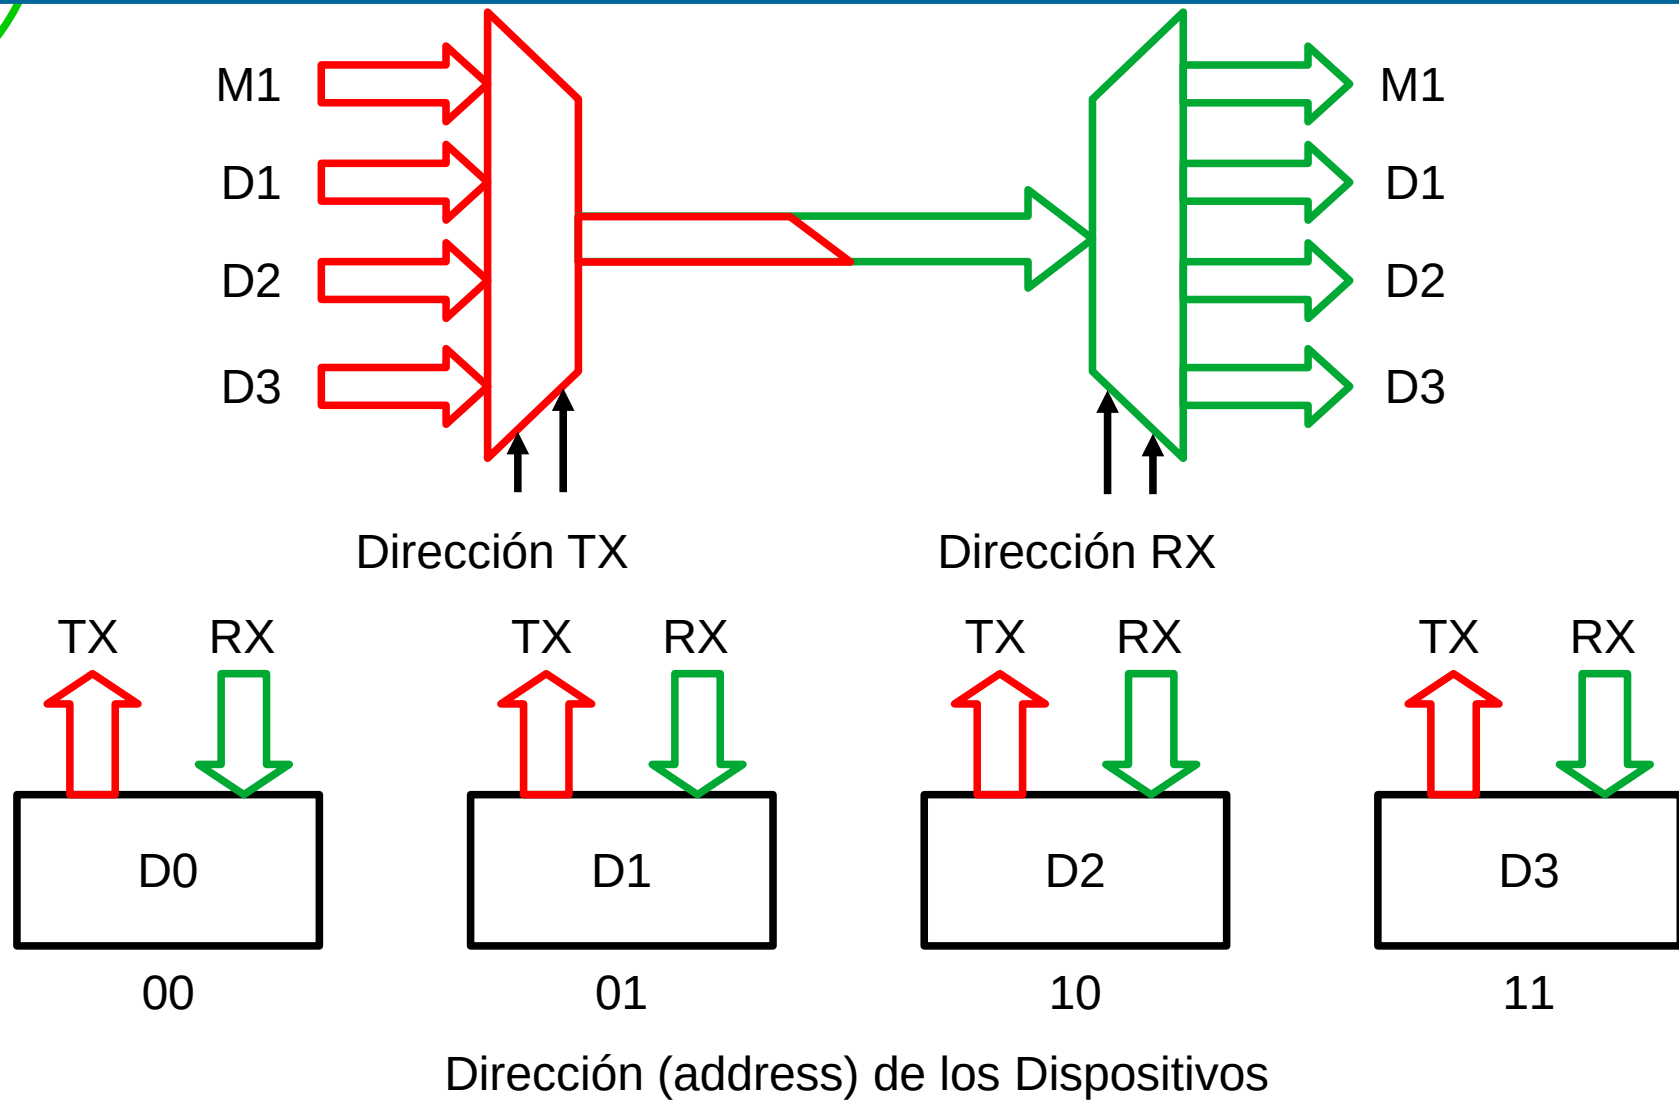 M1 M1
D1 D1
D2 D2
D3 D3
Dirección TX Dirección RX
TX RX TX RX TX RX TX RX
D0 D1 D2 D3
00 01 10 11
Dirección (address) de los Dispositivos